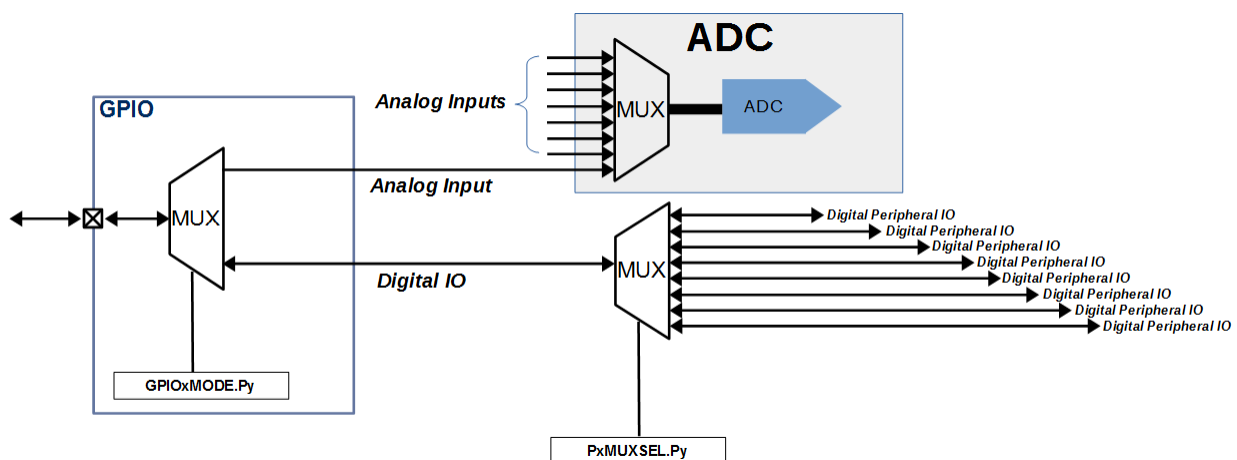 ADC
Analog Inputs
MUX
ADC
GPIO
Analog Input
MUX
Digital IO
MUX
Digital Peripheral IO
Digital Peripheral IO
Digital Peripheral IO
Digital Peripheral IO
Digital Peripheral IO
Digital Peripheral IO
Digital Peripheral IO
Digital Peripheral IO
GPIOxMODE.Py
PxMUXSEL.Py